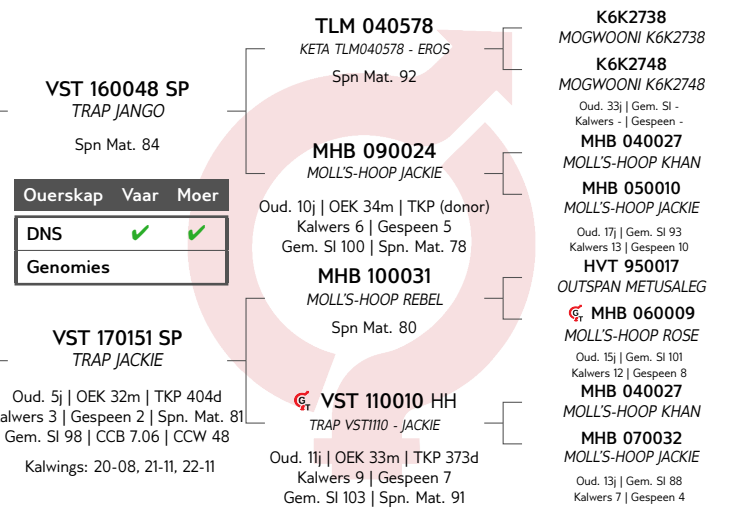 VST 160048 SP
TRAP JANGO
Spn Mat. 84
Ouerskap Vaar Moer
DNS ✔ ✔
Genomies
VST 170151 SP
TRAP JACKIE
Oud. 5j | OEK 32m | TKP 404d
alwers 3 | Gespeen 2 | Spn. Mat. 81
Gem. SI 98 | CCB 7.06 | CCW 48
Kalwings: 20-08, 21-11, 22-11
TLM 040578
KETA TLM040578 - EROS
Spn Mat. 92
MHB 090024
MOLL'S-HOOP JACKIE
Oud. 10j | OEK 34m | TKP (donor)
Kalwers 6 | Gespeen 5
Gem. SI 100 | Spn. Mat. 78
MHB 100031
MOLL'S-HOOP REBEL
Spn Mat. 80
GT VST 110010 HH
TRAP VST1110 - JACKIE
Oud. 11j | OEK 33m | TKP 373d
Kalwers 9 | Gespeen 7
Gem. SI 103 | Spn. Mat. 91
K6K2738
MOGWOONI K6K2738
K6K2748
MOGWOONI K6K2748
Oud. 33j | Gem. SI -
Kalwers - | Gespeen -
MHB 040027
MOLL'S-HOOP KHAN
MHB 050010
MOLL'S-HOOP JACKIE
Oud. 17j | Gem. SI 93
Kalwers 13 | Gespeen 10
HVT 950017
OUTSPAN METUSALEG
GT MHB 060009
MOLL'S-HOOP ROSE
Oud. 15j | Gem. SI 101
Kalwers 12 | Gespeen 8
MHB 040027
MOLL'S-HOOP KHAN
MHB 070032
MOLL'S-HOOP JACKIE
Oud. 13j | Gem. SI 88
Kalwers 7 | Gespeen 4